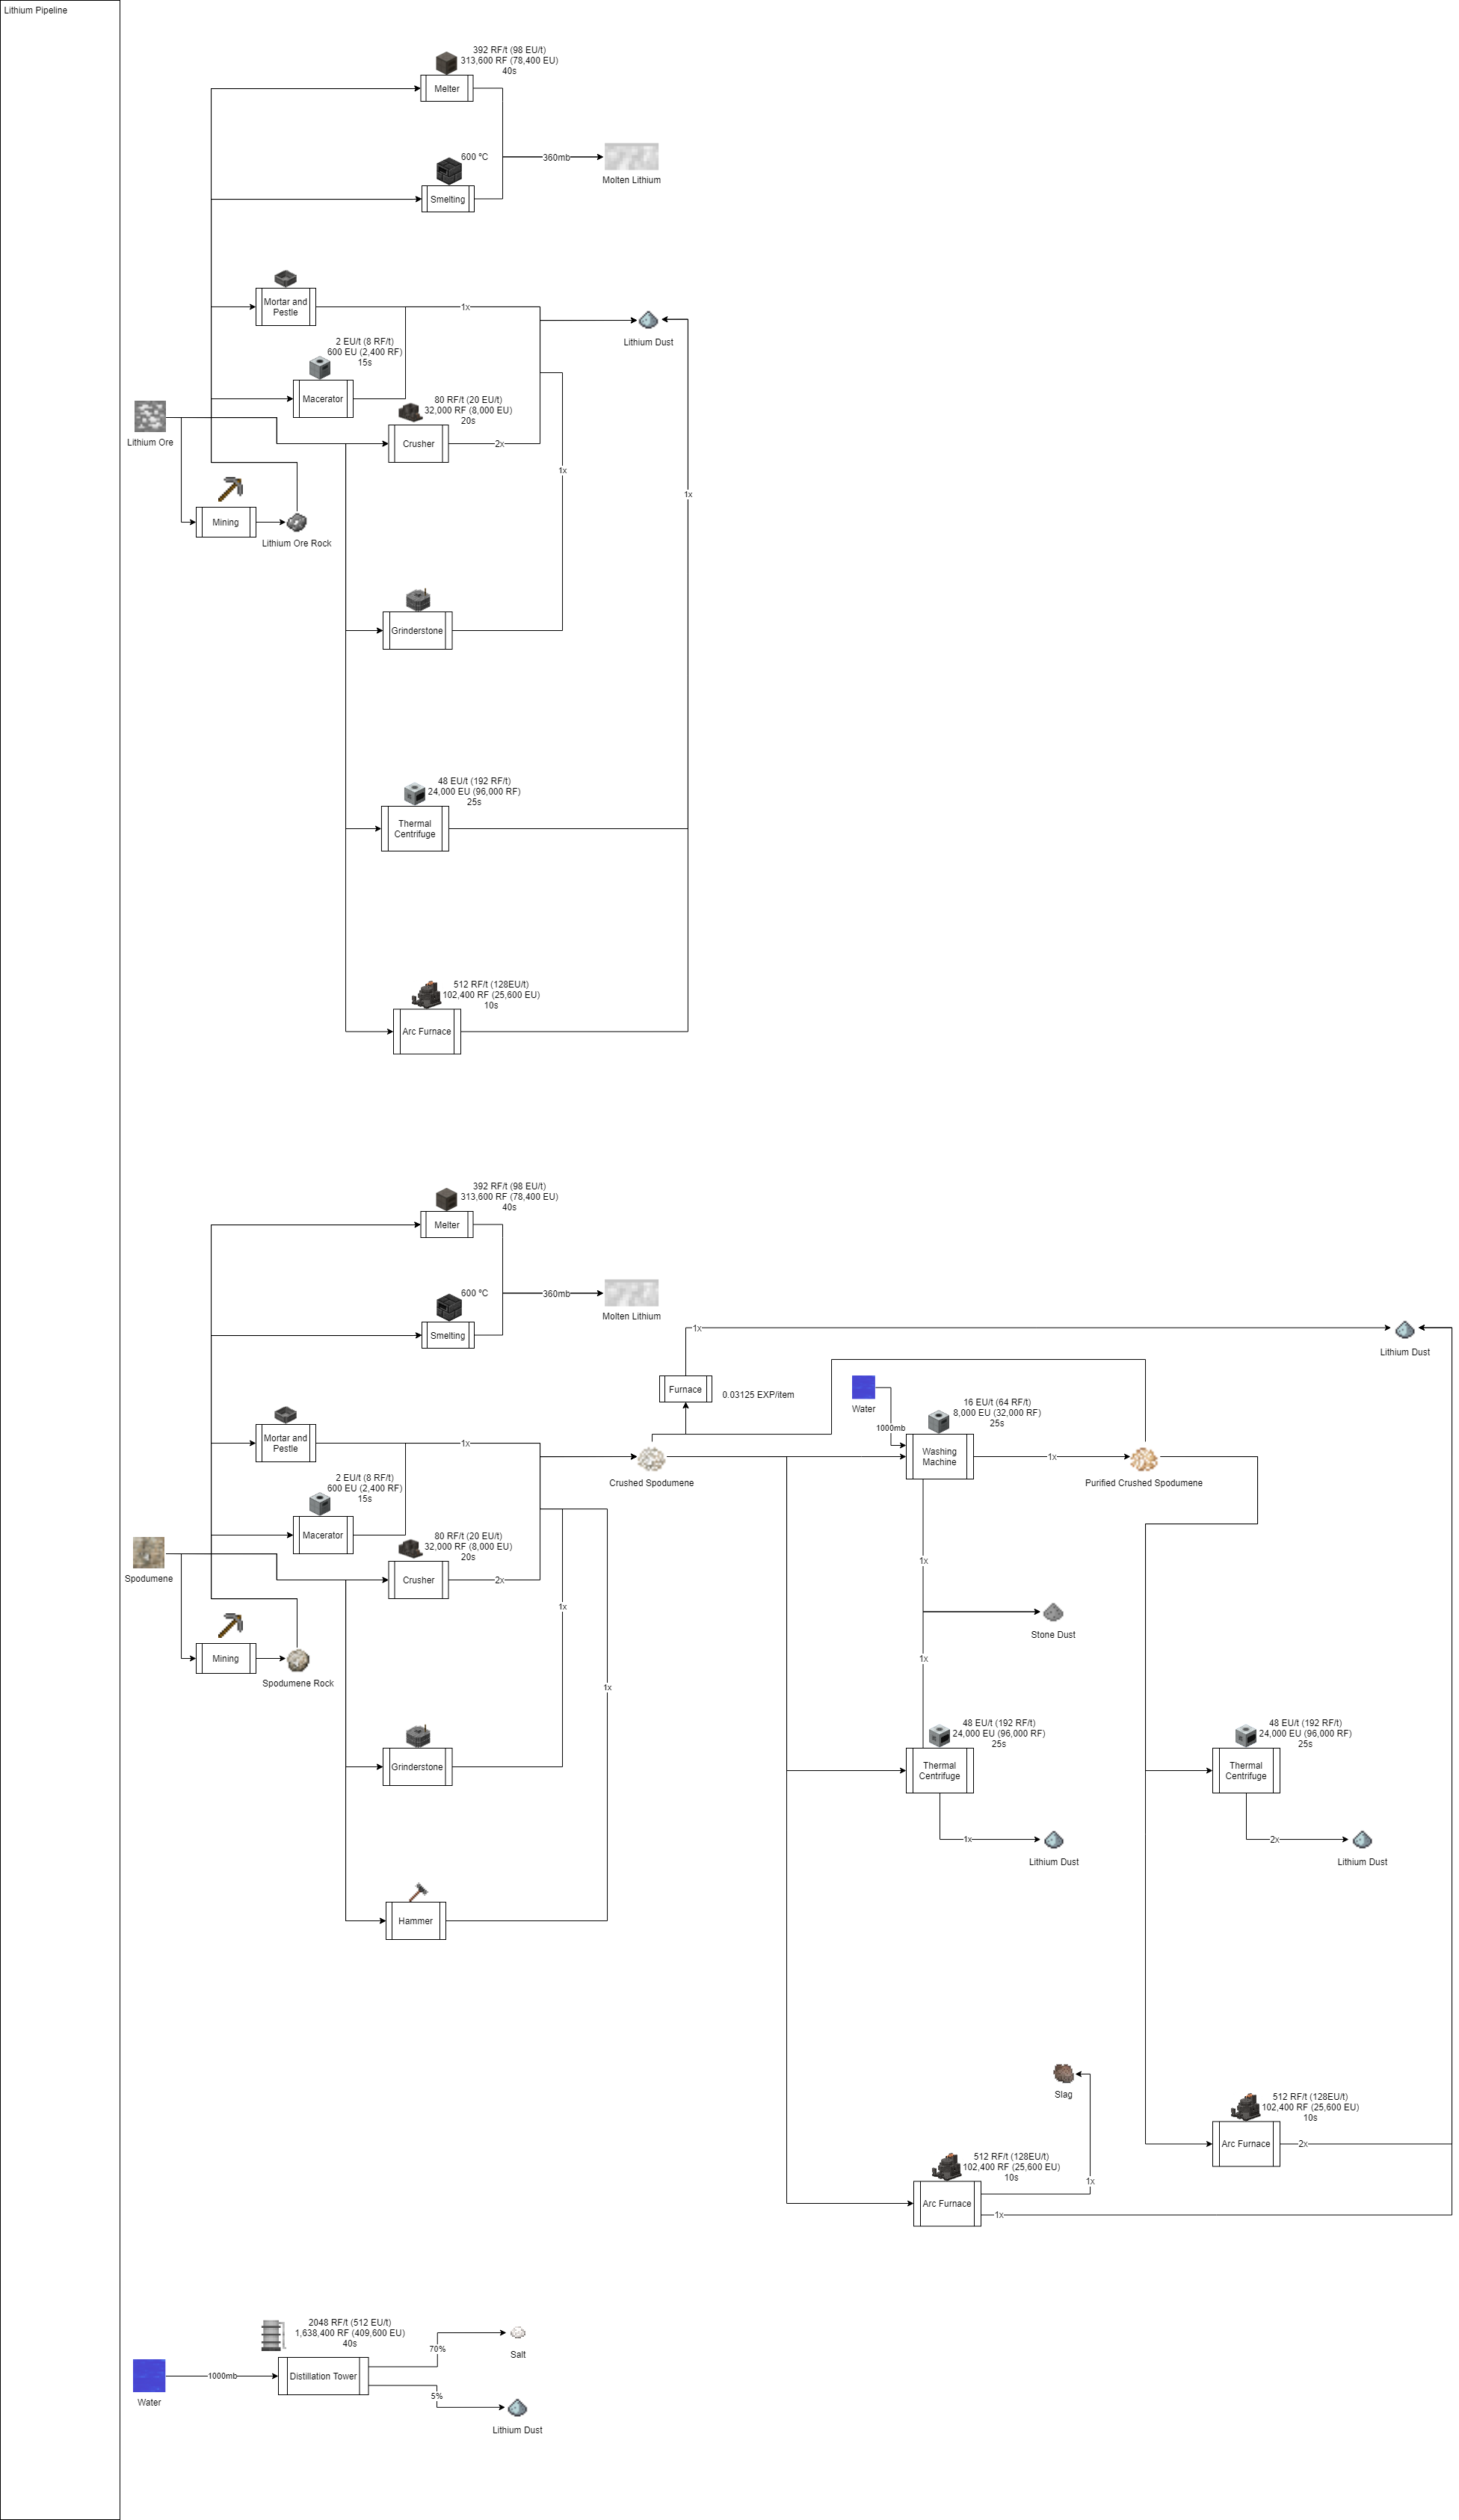 Lithium Pipeline
392 RF/t (98 EU/t)
313,600 RF (78,400 EU)
40s
Melter
600 ºC
Smelting
360mb
Molten Lithium
Mortar and
Pestle
1x
Lithium Dust
2 EU/t (8 RF/t)
600 EU (2,400 RF)
15s
Macerator
80 RF/t (20 EU/t)
32,000 RF (8,000 EU)
20s
Crusher
2x
Lithium Ore
1x
1x
Mining
Lithium Ore Rock
Grinderstone
48 EU/t (192 RF/t)
24,000 EU (96,000 RF)
25s
Thermal
Centrifuge
512 RF/t (128EU/t)
102,400 RF (25,600 EU)
10s
Arc Furnace
392 RF/t (98 EU/t)
313,600 RF (78,400 EU)
40s
Melter
600 ºC
Smelting
360mb
Molten Lithium
1x
Lithium Dust
Furnace
0.03125 EXP/item
Water
1000mb
16 EU/t (64 RF/t)
8,000 EU (32,000 RF)
25s
Washing
Machine
1x
Purified Crushed Spodumene
Mortar and
Pestle
1x
Crushed Spodumene
2 EU/t (8 RF/t)
600 EU (2,400 RF)
15s
Macerator
80 RF/t (20 EU/t)
32,000 RF (8,000 EU)
20s
Crusher
2x
Spodumene
1x
1x
Stone Dust
Mining
Spodumene Rock
1x
1x
Grinderstone
48 EU/t (192 RF/t)
24,000 EU (96,000 RF)
25s
Thermal
Centrifuge
1x
Lithium Dust
48 EU/t (192 RF/t)
24,000 EU (96,000 RF)
25s
Thermal
Centrifuge
2x
Lithium Dust
Hammer
Slag
1x
512 RF/t (128EU/t)
102,400 RF (25,600 EU)
10s
Arc Furnace
2x
512 RF/t (128EU/t)
102,400 RF (25,600 EU)
10s
Arc Furnace
1x
2048 RF/t (512 EU/t)
1,638,400 RF (409,600 EU)
40s
Distillation Tower
Water
1000mb
70%
Salt
5%
Lithium Dust